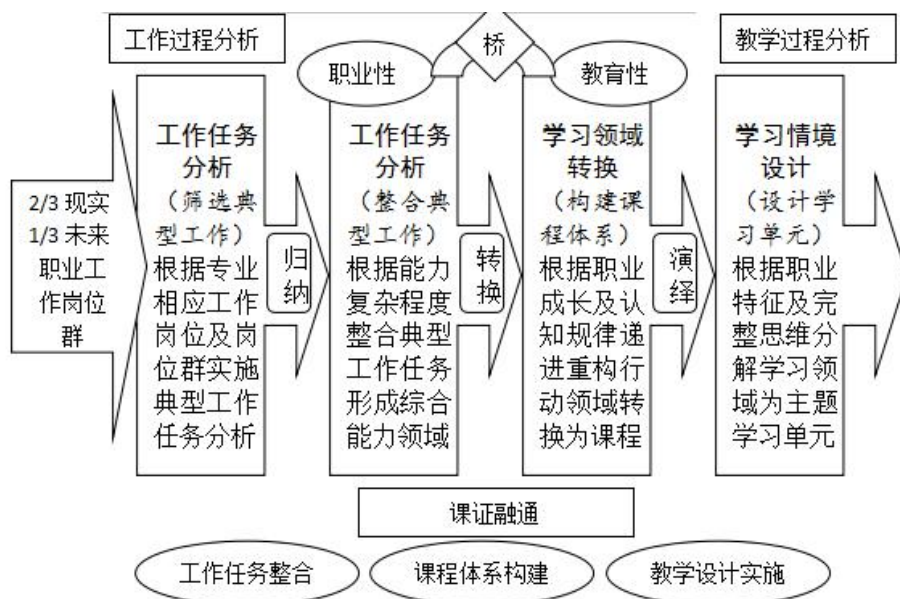 工作过程分析
桥
教学过程分析
职业性
教育性
2/3 现实
1/3 未来
职业工
作岗位
群
工作任务
分析
（筛选典
型工作）
根据专业
相应工作
岗位及岗
位群实施
典型工作
任务分析
归
纳
工作任务
分析
（整合典
型工作）
根据能力
复杂程度
整合典型
工作任务
形成综合
能力领域
转
换
学习领域
转换
（构建课
程体系）
根据职业
成长及认
知规律递
进重构行
动领域转
换为课程
演
绎
学习情境
设计
（设计学
习单元）
根据职业
特征及完
整思维分
解学习领
域为主题
学习单元
课证融通
工作任务整合
课程体系构建
教学设计实施